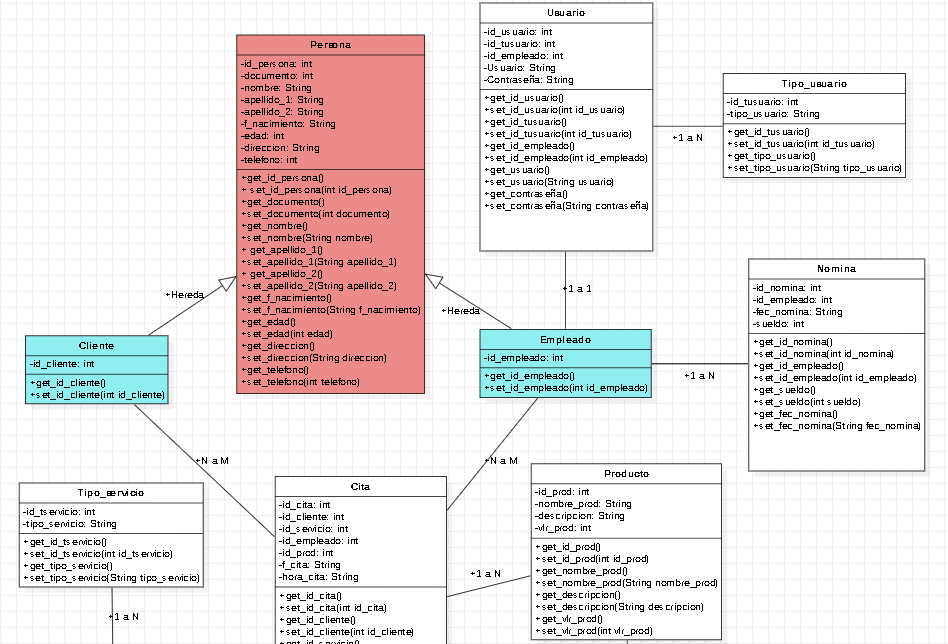 Usuario
-id_usuario: int
-id_tusuario: int
-id_empleado: int
-Usuario: String
-Contraseña: String
+get_id_usuario()
+set_id_usuario(int id_usuario)
+get_id_tusuario()
+set_id_tusuario(int id_tusuario)
+get_id_empleado()
+set_id_empleado(int id_empleado)
+get_usuario()
+set_usuario(String usuario)
+get_contraseña()
+set_contraseña(String contraseña)
Persona
-id_persona: int
-documento: int
-nombre: String
-apellido_1: String
-apellido_2: String
-f_nacimiento: String
-edad: int
-direccion: String
-telefono: int
+get_id_persona()
+ set_id_persona(int id_persona)
+get_documento()
+set_documento(int documento)
+get_nombre()
+set_nombre(String nombre)
+ get_apellido_1()
+set_apellido_1(String apellido_1)
+ get_apellido_2()
+set_apellido_2(String apellido_2)
+get_f_nacimiento()
+set_f_nacimiento(String f_nacimiento)
+get_edad()
+set_edad(int edad)
+get_direccion()
+set_direccion(String direccion)
+get_telefono()
+set_telefono(int telefono)
Tipo_usuario
-id_tusuario: int
-tipo_usuario: String
+get_id_tusuario()
+set_id_tusuario(int id_tusuario)
+get_tipo_usuario()
+set_tipo_usuario(String tipo_usuario)
+1 a N
+1 a 1
+Hereda
+Hereda
Nomina
-id_nomina: int
-id_empleado: int
-fec_nomina: String
-sueldo: int
+get_id_nomina()
+set_id_nomina(int id_nomina)
+get_id_empleado()
+set_id_empleado(int id_empleado)
+get_sueldo()
+set_sueldo(int sueldo)
+get_fec_nomina()
+set_fec_nomina(String fec_nomina)
Cliente
-id_cliente: int
+get_id_cliente()
+set_id_cliente(int id_cliente)
Empleado
-id_empleado: int
+get_id_empleado()
+set_id_empleado(int id_empleado)
+1 a N
+N a M
+N a M
Tipo_servicio
-id_tservicio: int
-tipo_servicio: String
+get_id_tservicio()
+set_id_tservicio(int id_tservicio)
+get_tipo_servicio()
+set_tipo_servicio(String tipo_servicio)
+1 a N
Cita
-id_cita: int
-id_cliente: int
-id_servicio: int
-id_empleado: int
-id_prod: int
-f_cita: String
-hora_cita: String
+get_id_cita()
+set_id_cita(int id_cita)
+get_id_cliente()
+set_id_cliente(int id_cliente)
+get_id_servicio()
+1 a N
Producto
-id_prod: int
-nombre_prod: String
-descripcion: String
-vlr_prod: int
+get_id_prod()
+set_id_prod(int id_prod)
+get_nombre_prod()
+set_nombre_prod(String nombre_prod)
+get_descripcion()
+set_descripcion(String descripcion)
+get_vlr_prod()
+set_vlr_prod(int vlr_prod)